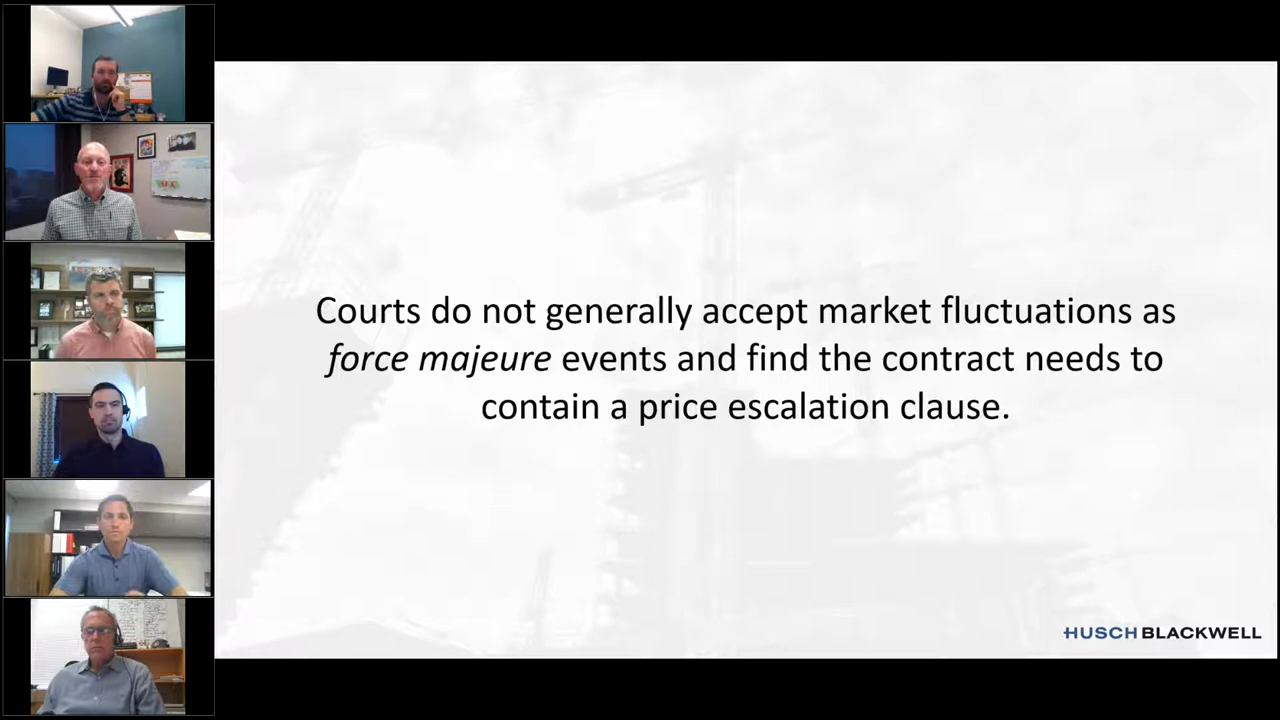 Courts do not generally accept market fluctuations as
force majeure events and find the contract needs to
contain a price escalation clause.
HUSCH BLACKWELL